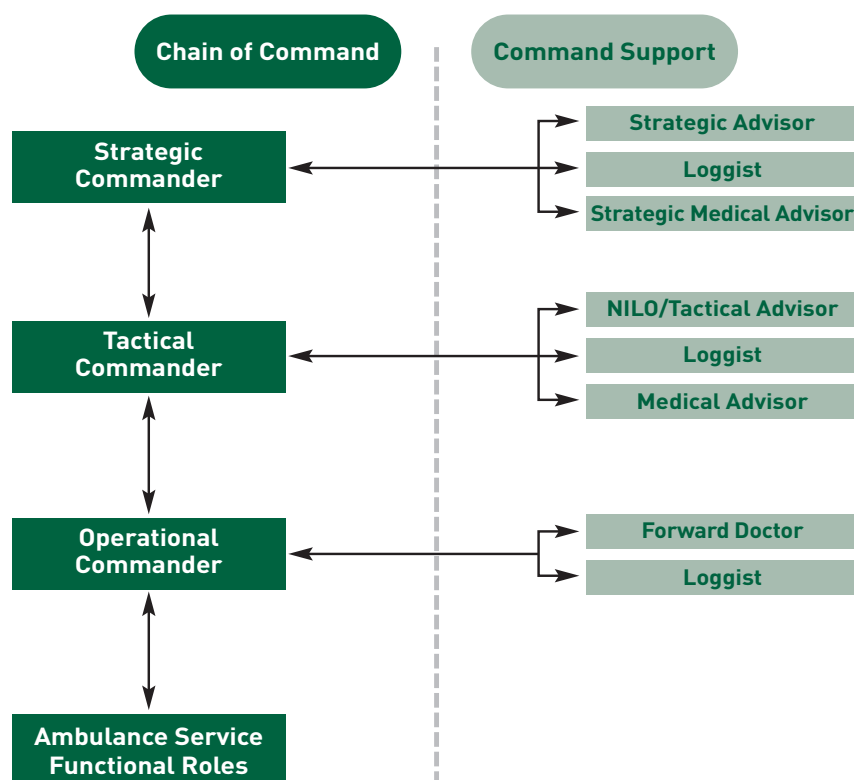 Chain of Command
Command Support
Strategic
Commander
Strategic Advisor
Loggist
Strategic Medical Advisor
Tactical
Commander
NILO/Tactical Advisor
Loggist
Medical Advisor
Operational
Commander
Forward Doctor
Loggist
Ambulance Service
Functional Roles